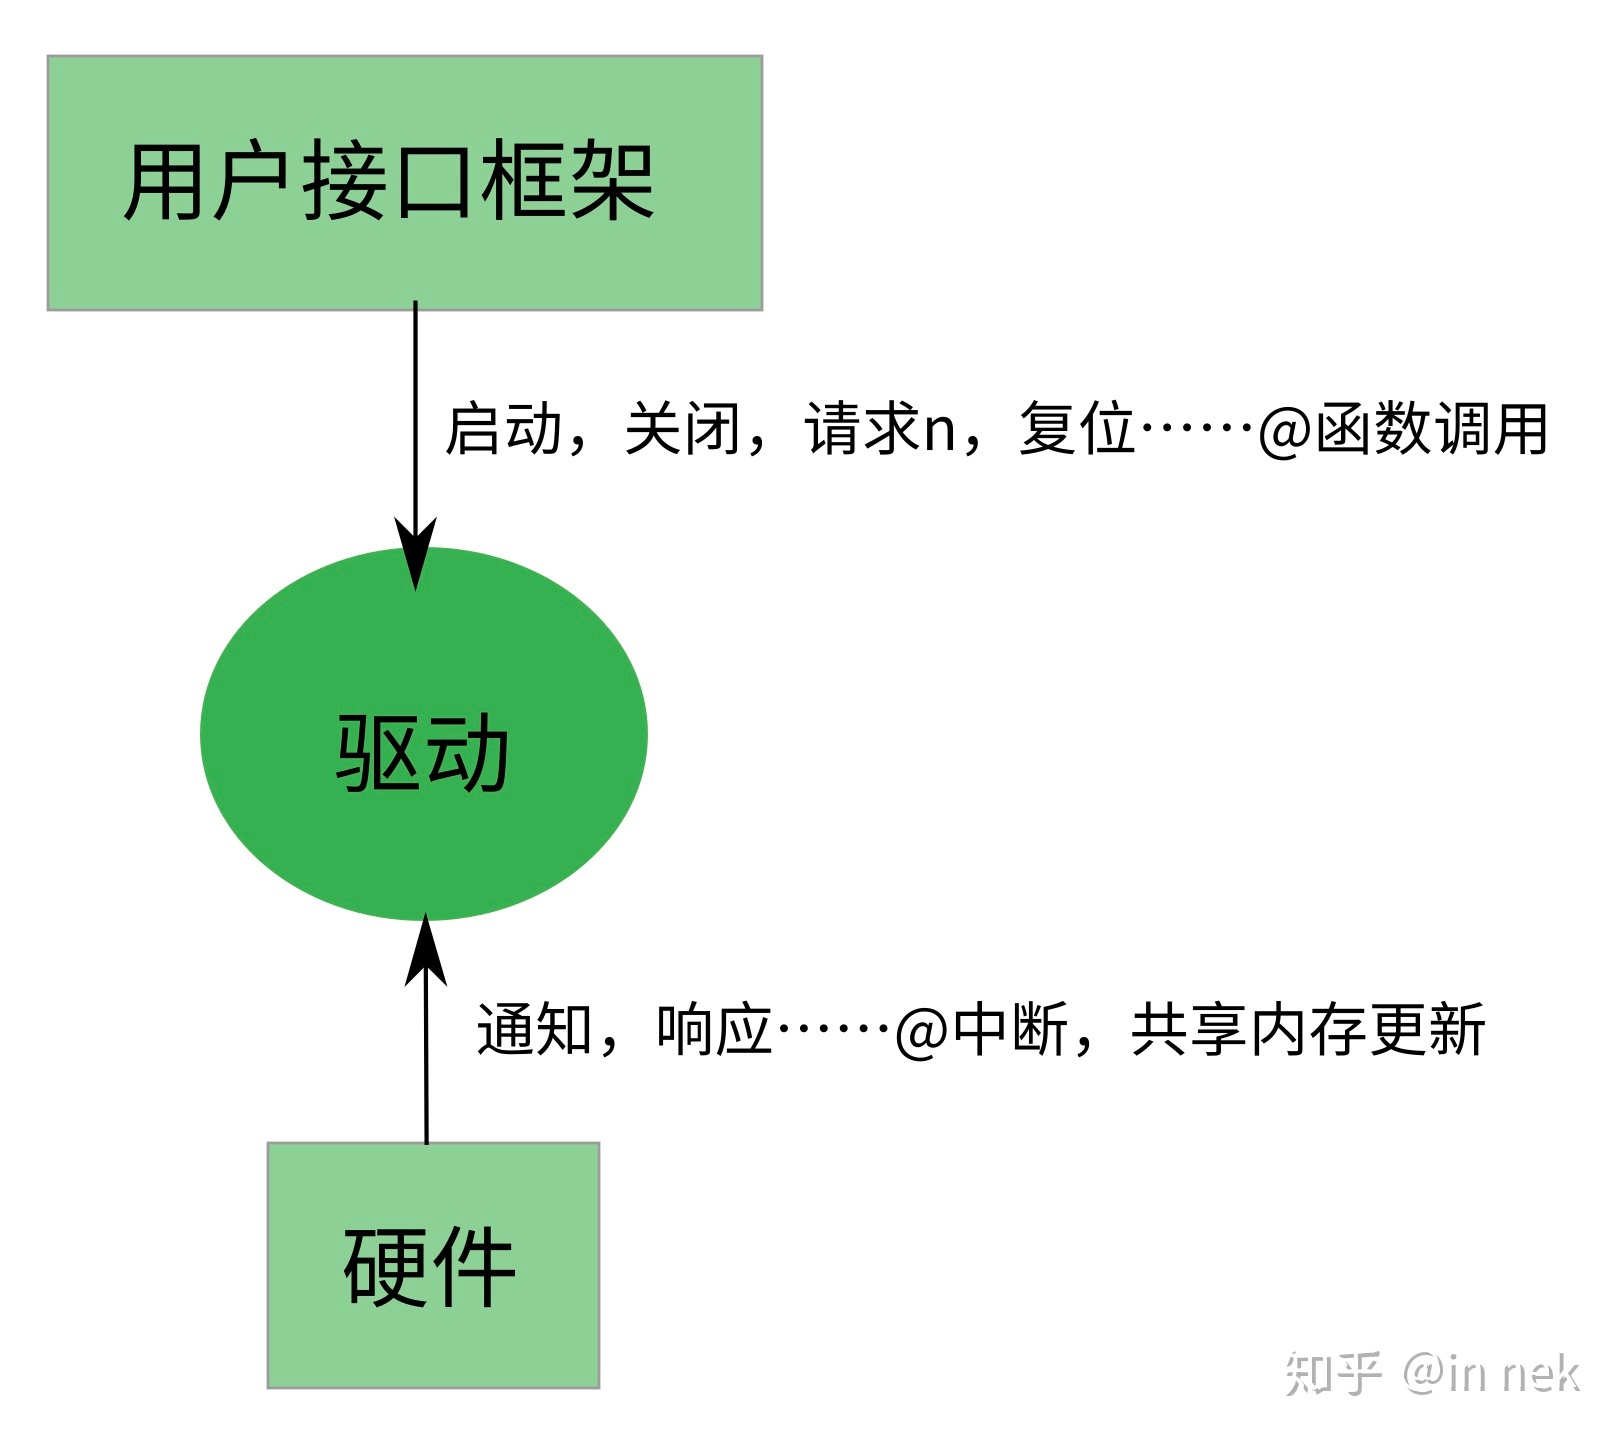 用户接口框架
启动，关闭，请求n，复位……@函数调用
驱动
通知，响应……@中断，共享内存更新
硬件
知乎 @in nek